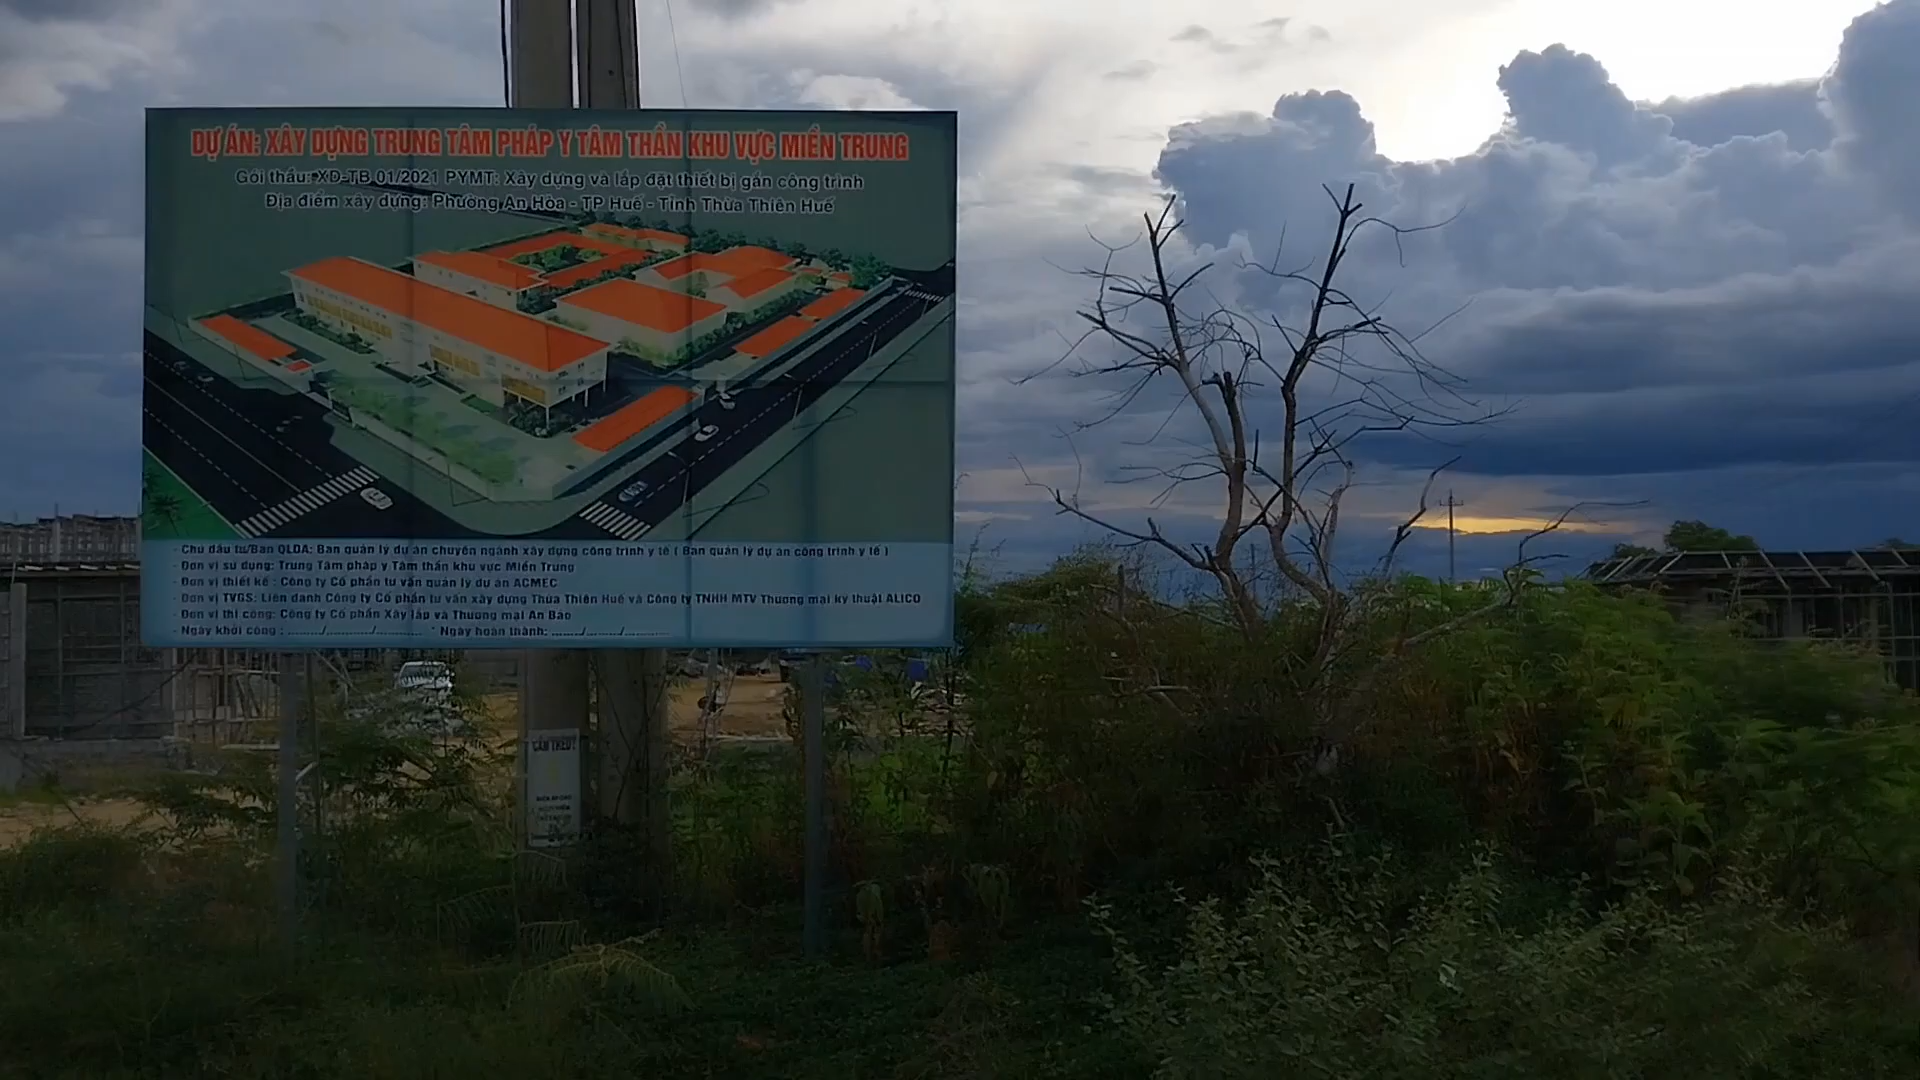 DỰ ÁN: XÂY DỰNG TRUNG TÂM PHÁP Y TÂM THẦN KHU VỰC MIỀN TRUNG
Gói thầu: XD-TB 01/2021 PYMT: Xây dựng và lắp đặt thiết bị gắn công trình
Địa điểm xây dựng: Phường An Hòa - TP Huế - Tỉnh Thừa Thiên Huế
- Chủ đầu tư/Ban QLDA: Ban quản lý dự án chuyên ngành xây dựng công trình y tế ( Ban quản lý dự án công trình y tế )
- Đơn vị sử dụng: Trung Tâm pháp y Tâm thần khu vực Miền Trung
- Đơn vị thiết kế : Công ty Cổ phần tư vấn quản lý dự án ACMEC
- Đơn vị TVGS: Liên danh Công ty Cổ phần tư vấn xây dựng Thừa Thiên Huế và Công ty TNHH MTV Thương mại kỹ thuật ALICO
- Đơn vị thi công: Công ty Cổ phần Xây lắp và Thương mại An Bảo
- Ngày khởi công : ......../.........../............ * Ngày hoàn thành: ......../......../...........